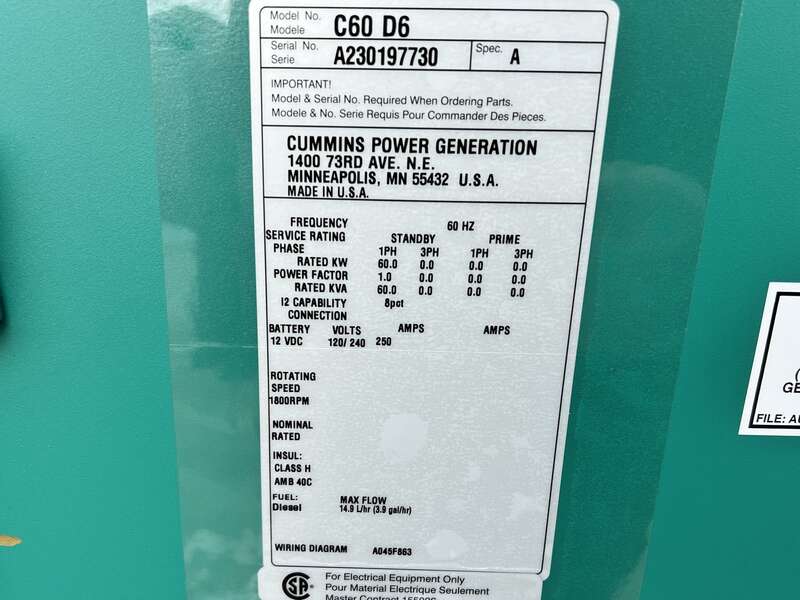 Model No. C60 D6
Modele
Serial No. A230197730 Spec. A
Serie
IMPORTANT!
Model & Serial No. Required When Ordering Parts.
Modele & No. Serie Requis Pour Commander Des Pieces.
CUMMINS POWER GENERATION
1400 73RD AVE. N.E.
MINNEAPOLIS, MN 55432 U.S.A.
MADE IN U.S.A.
FREQUENCY 60 HZ
SERVICE RATING STANDBY PRIME
PHASE 1PH 3PH 1PH 3PH
RATED KW 60.0 0.0 0.0 0.0
POWER FACTOR 1.0 0.0 0.0 0.0
RATED KVA 60.0 0.0 0.0 0.0
I2 CAPABILITY 8pct
CONNECTION
BATTERY VOLTS AMPS AMPS
12 VDC 120/ 240 250
ROTATING
SPEED
1800RPM
NOMINAL
RATED
INSUL:
CLASS H
AMB 40C
FUEL: MAX FLOW
Diesel 14.9 L/hr (3.9 gal/hr)
WIRING DIAGRAM A045F863
SA
For Electrical Equipment Only
Pour Material Electrique Seulement
Master Contract
(
GE
FILE: AU